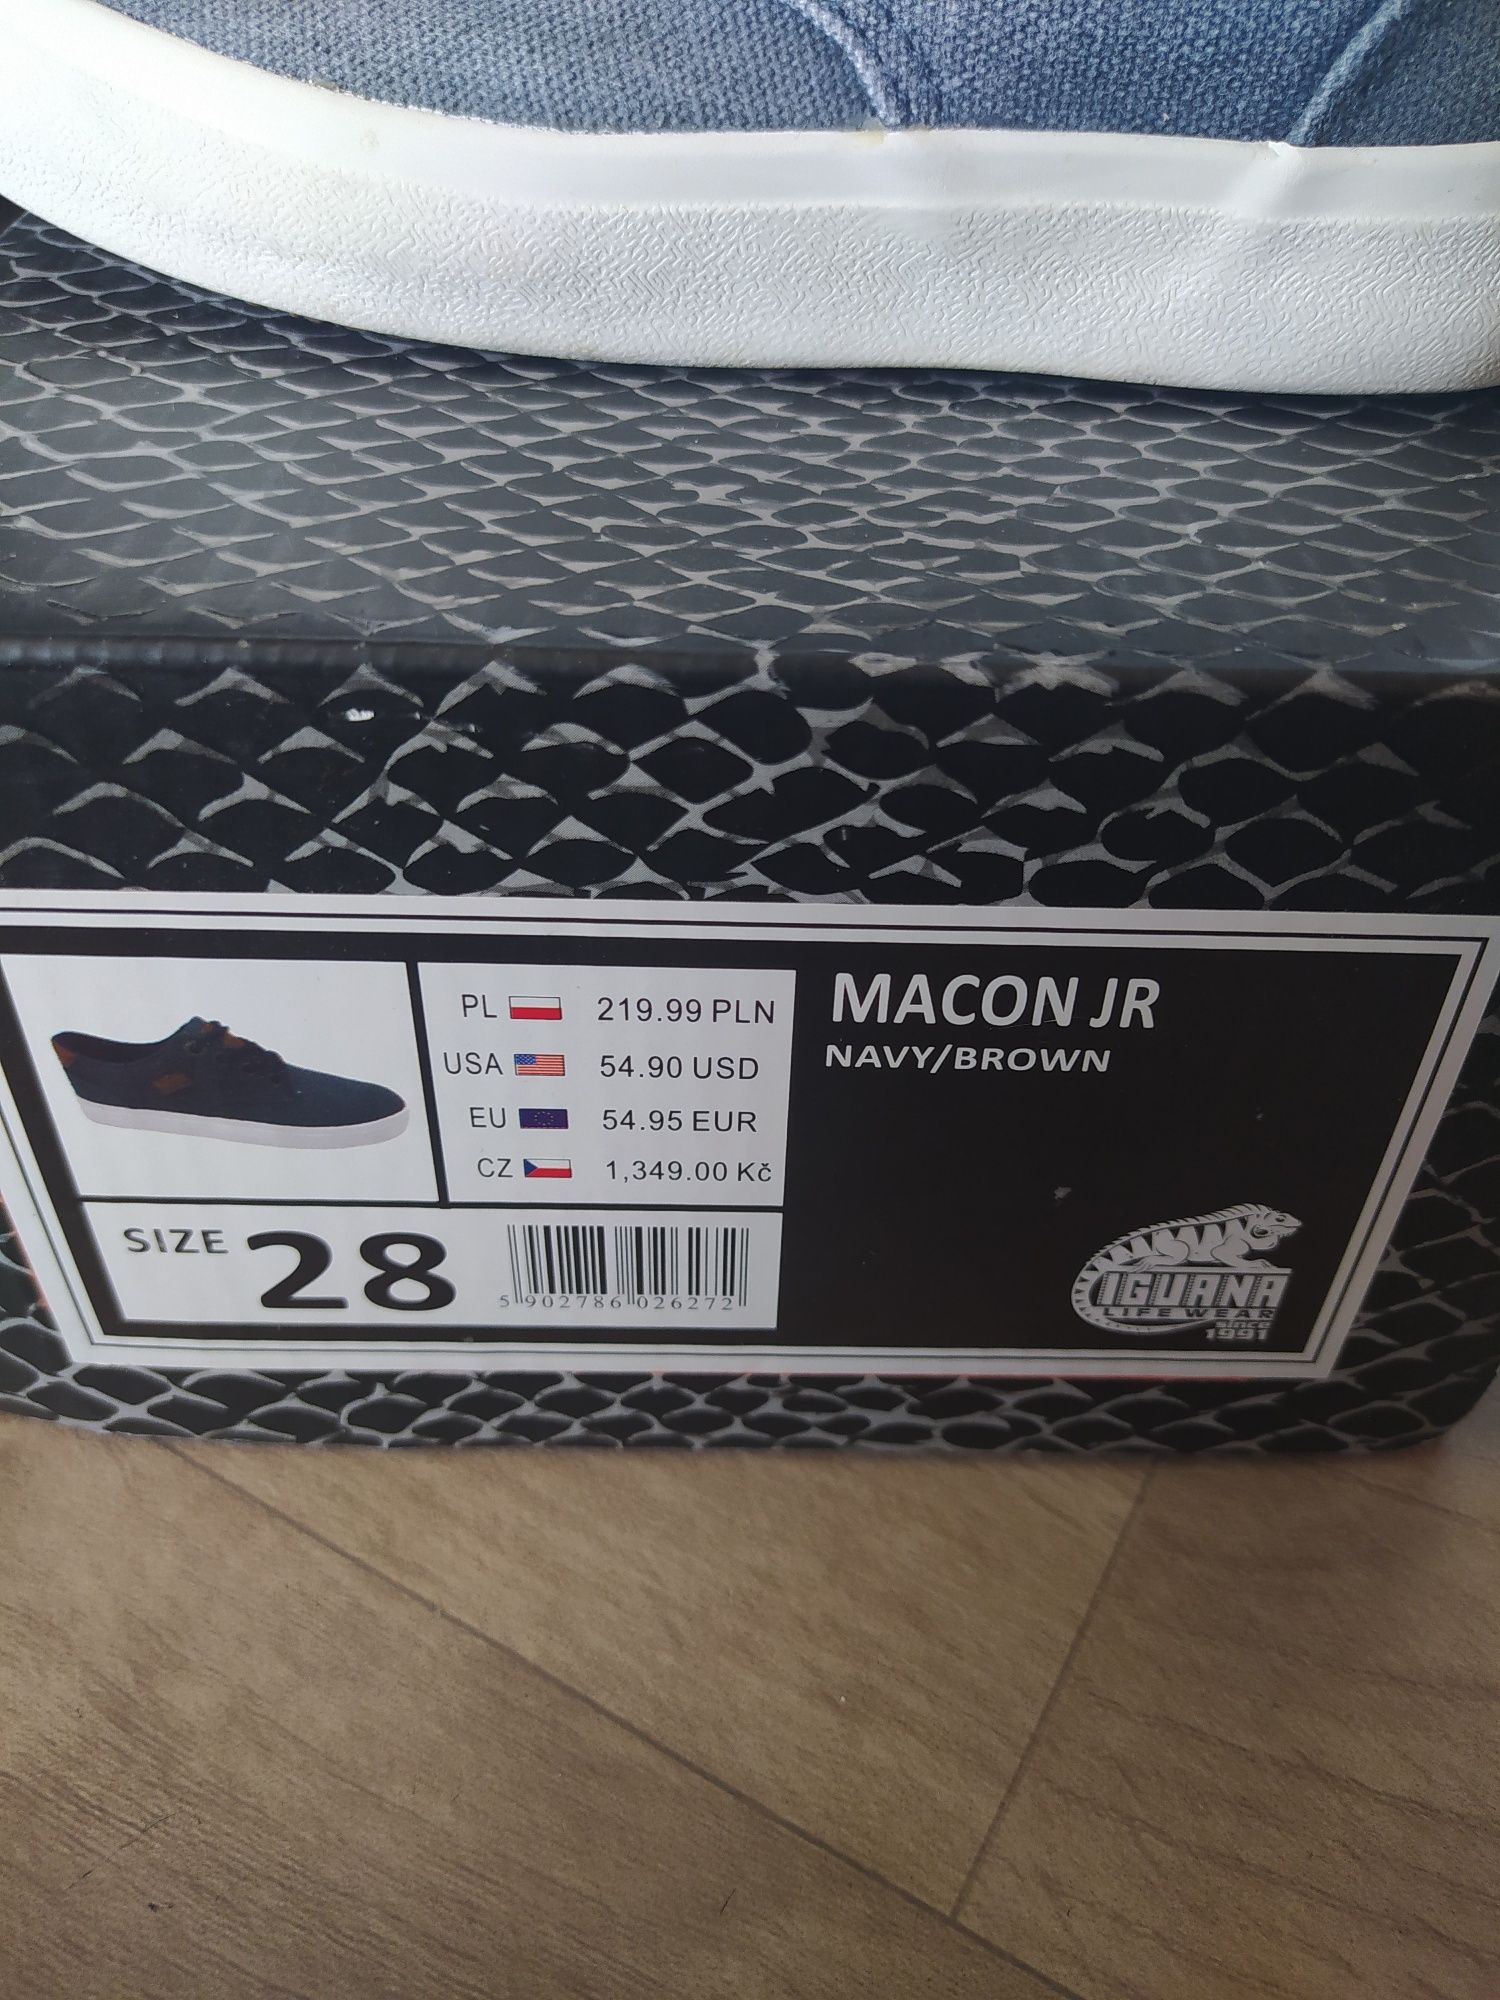 PL 219.99 PLN
USA 54.90 USD
EU 54.95 EUR
CZ 1,349.00 Kč
SIZE 28
5 902786 026272
MACON JR
NAVY/BROWN
IGUANA
LIFE WEAR
since
1991